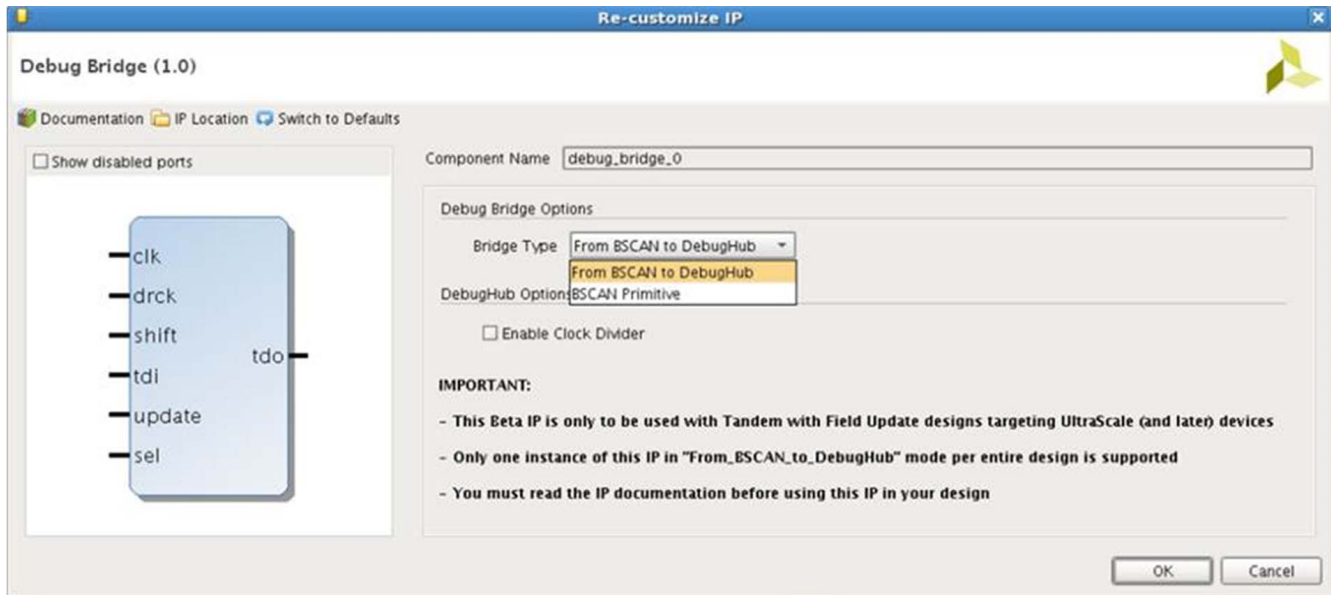 Re-customize IP
Debug Bridge (1.0)
Documentation IP Location Switch to Defaults
Show disabled ports
clk
drck
shift
tdi
update
sel
tdo
Component Name debug_bridge_0
Debug Bridge Options
Bridge Type From BSCAN to DebugHub
From BSCAN to DebugHub
BSCAN Primitive
DebugHub Options
Enable Clock Divider
IMPORTANT:
- This Beta IP is only to be used with Tandem with Field Update designs targeting UltraScale (and later) devices
- Only one instance of this IP in "From_BSCAN_to_DebugHub" mode per entire design is supported
- You must read the IP documentation before using this IP in your design
OK Cancel